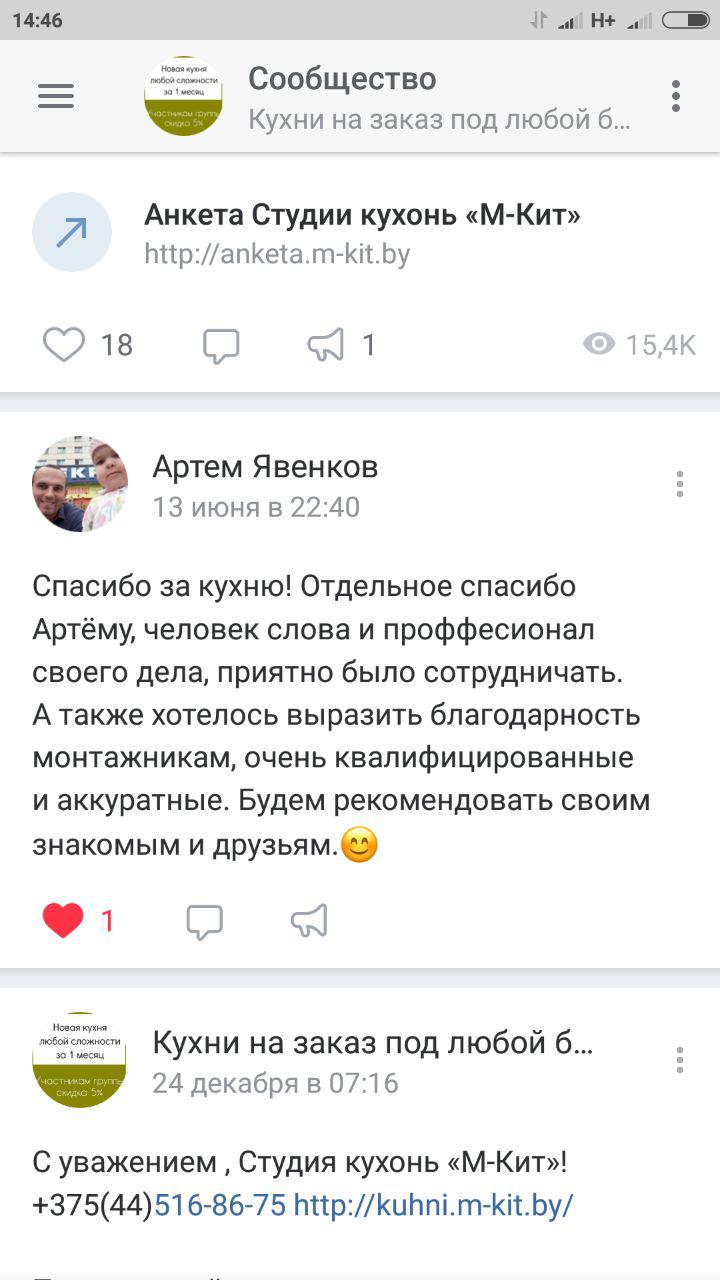 14:46
H+
Новая кухня
любой сложности
за 1 месяц
Участникам группы
скидка 5%
Сообщество
Кухни на заказ под любой б...
Анкета Студии кухонь «М-Кит»
http://anketa.m-kit.by
18
1
15,4K
Артем Явенков
13 июня в 22:40
Спасибо за кухню! Отдельное спасибо
Артёму, человек слова и проффесионал
своего дела, приятно было сотрудничать.
А также хотелось выразить благодарность
монтажникам, очень квалифицированные
и аккуратные. Будем рекомендовать своим
знакомым и друзьям.😊
1
Новая кухня
любой сложности
за 1 месяц
Участникам группы
скидка 5%
Кухни на заказ под любой б...
24 декабря в 07:16
С уважением , Студия кухонь «М-Кит»!
+375(44)516-86-75 http://kuhni.m-kit.by/